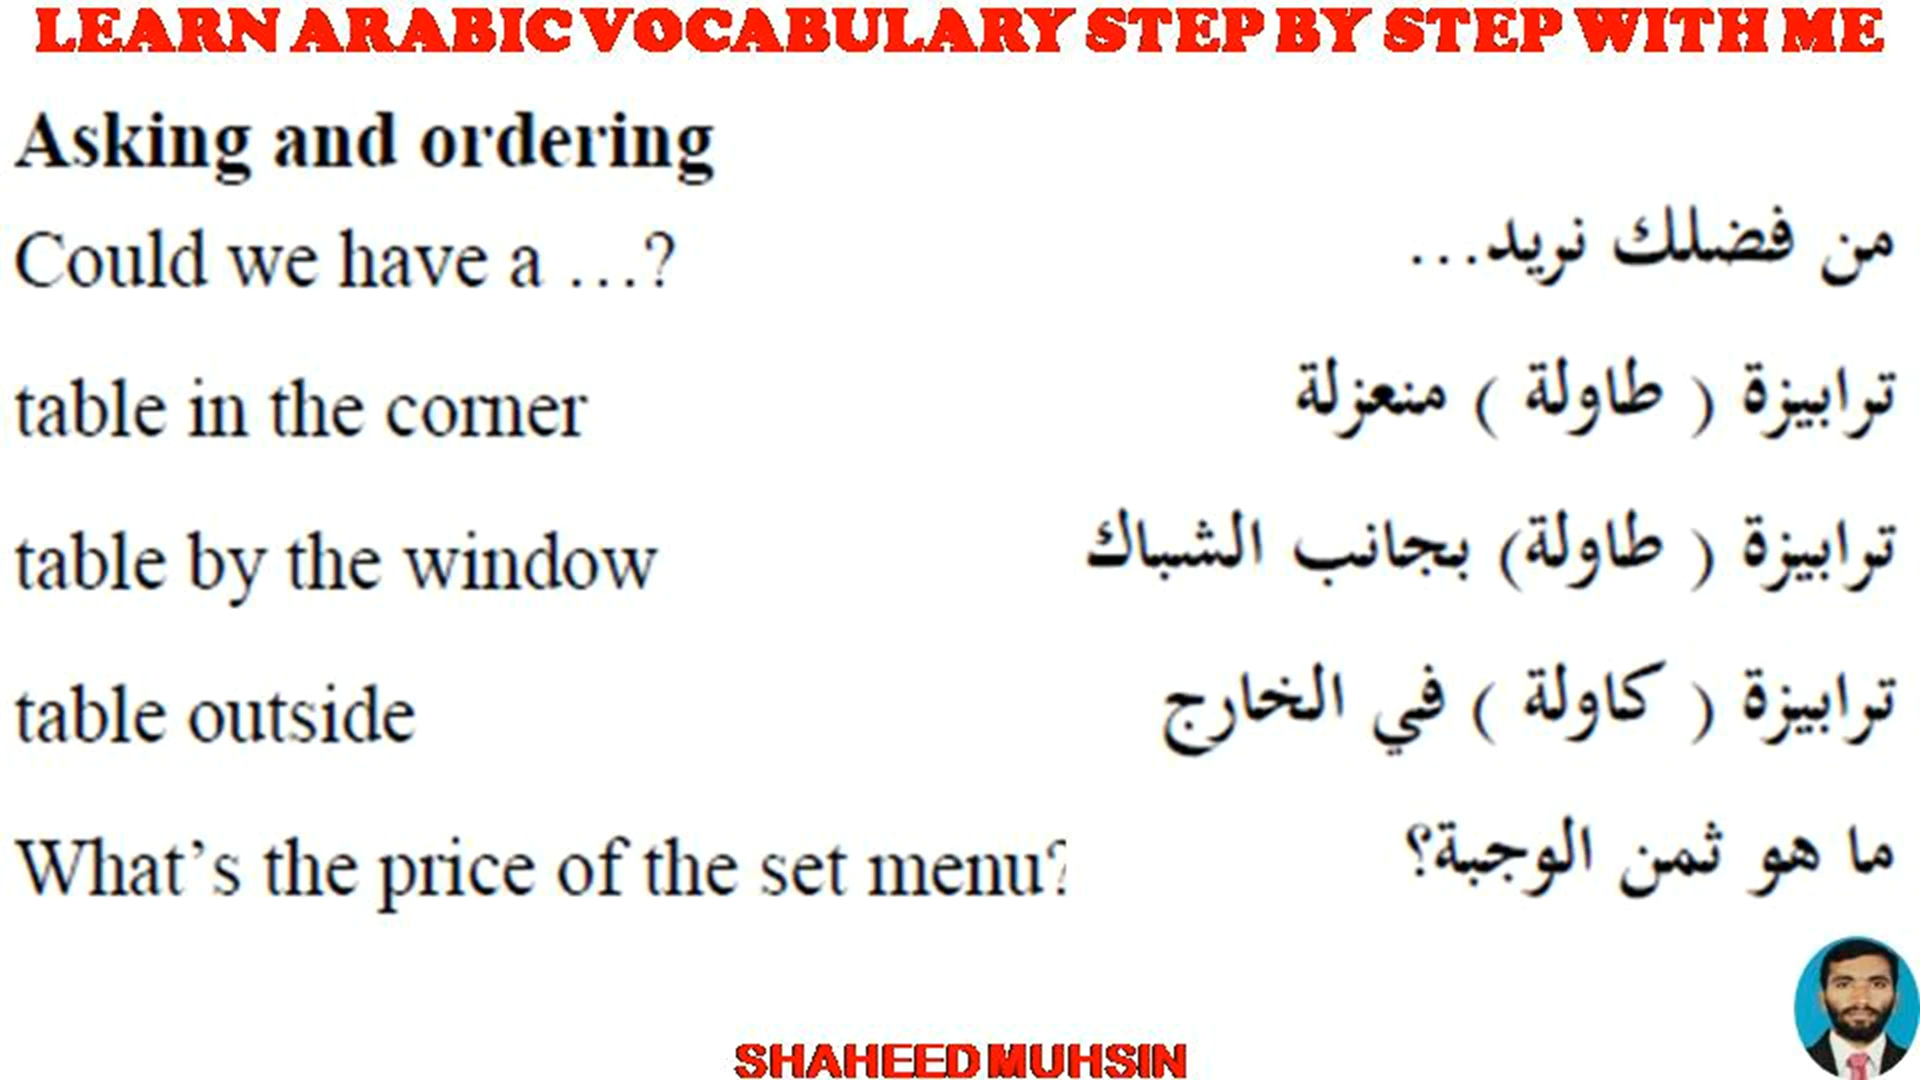 LEARN ARABIC VOCABULARY STEP BY STEP WITH ME
Asking and ordering
Could we have a …?
من فضلك نريد...
table in the corner
ترابيزة ( طاولة ) منعزلة
table by the window
ترابيزة ( طاولة) بجانب الشباك
table outside
ترابيزة ( كاولة ) في الخارج
What’s the price of the set menu?
ما هو ثمن الوجبة؟
SHAHEED MUHSIN